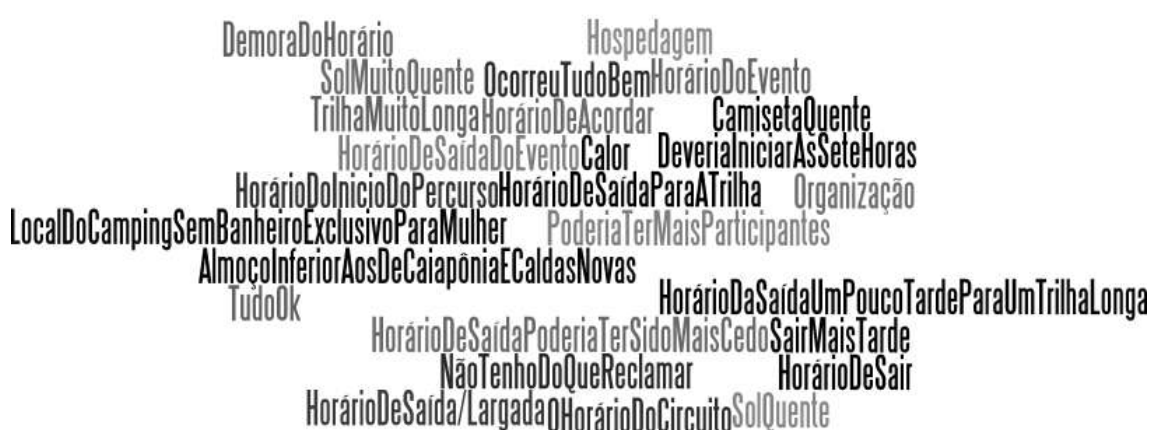 DemoraDoHorário Hospedagem
SolMuitoQuente OcorreuTudoBem HorárioDoEvento
TrilhaMuitoLonga HorárioDeAcordar CamisetaQuente
HorárioDeSaídaDoEvento Calor DeveriaIniciarAsSeteHoras
HorárioDoInicioDoPercurso HorárioDeSaídaParaATrilha Organização
LocalDoCampingSemBanheiroExclusivoParaMulher PoderiaTerMaisParticipantes
AlmoçoInferiorAosDeCaiapôniaECaldasNovas
TudoOk HorárioDaSaídaUmPoucoTardeParaUmTrilhaLonga
HorárioDeSaídaPoderiaTerSidoMaisCedo SairMaisTarde
NãoTenhoDoQueReclamar HorárioDeSair
HorárioDeSaída/Largada OHorárioDoCircuito SolQuente